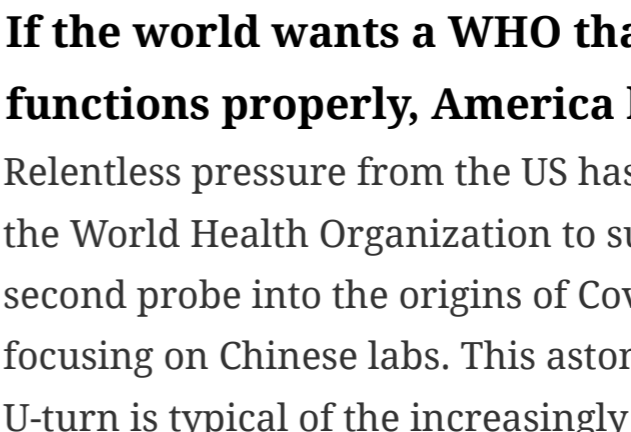 If the world wants a WHO tha
functions properly, America
Relentless pressure from the US has
the World Health Organization to su
second probe into the origins of Cov
focusing on Chinese labs. This aston
U-turn is typical of the increasingly